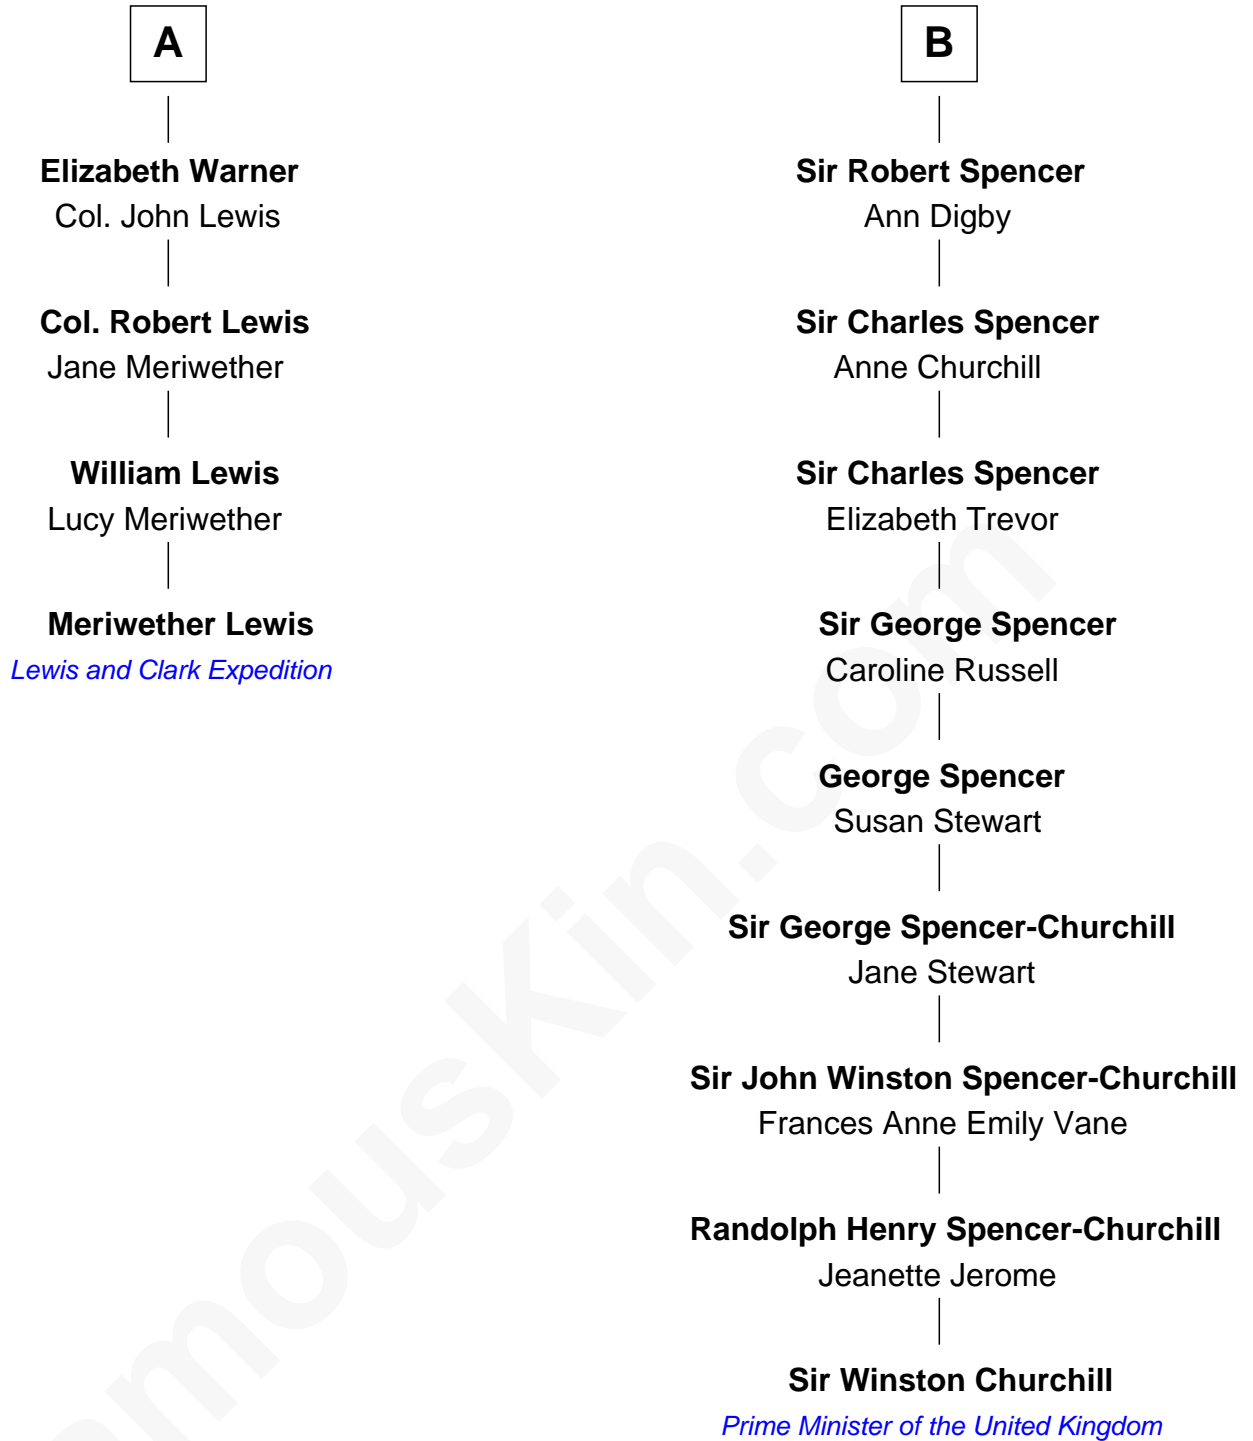 A
Elizabeth Warner
Col. John Lewis
Col. Robert Lewis
Jane Meriwether
William Lewis
Lucy Meriwether
Meriwether Lewis
Lewis and Clark Expedition
B
Sir Robert Spencer
Ann Digby
Sir Charles Spencer
Anne Churchill
Sir Charles Spencer
Elizabeth Trevor
Sir George Spencer
Caroline Russell
George Spencer
Susan Stewart
Sir George Spencer-Churchill
Jane Stewart
Sir John Winston Spencer-Churchill
Frances Anne Emily Vane
Randolph Henry Spencer-Churchill
Jeanette Jerome
Sir Winston Churchill
Prime Minister of the United Kingdom
amousKin.com